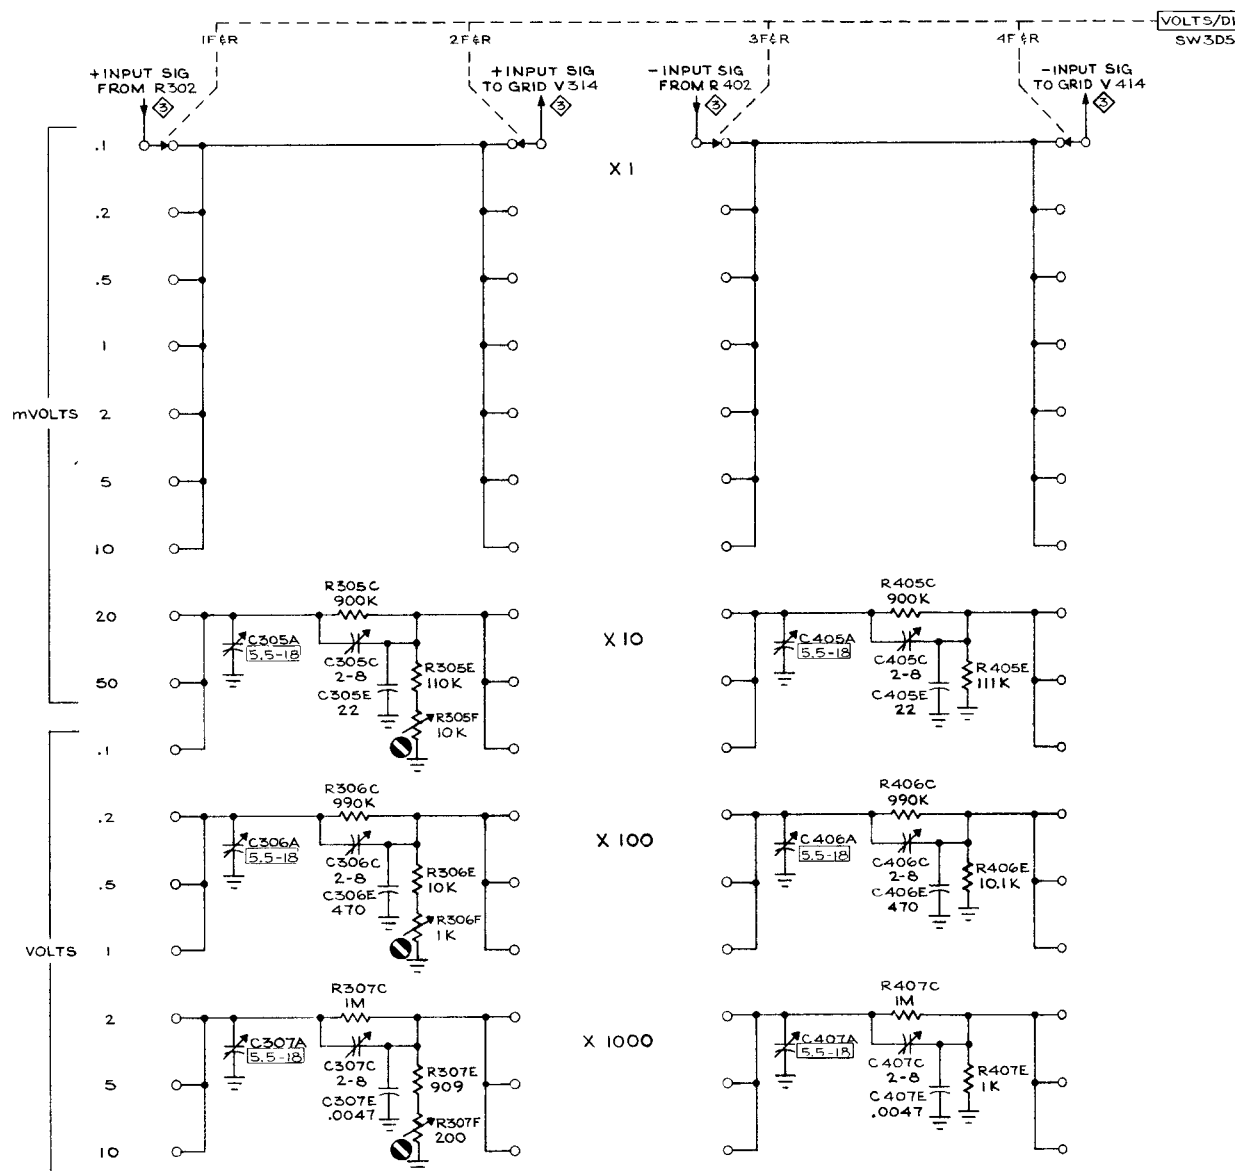 VOLTS/DI
1F&R
2F&R
3F&R
4F&R
SW3D5
+INPUT SIG
FROM R302
3
+INPUT SIG
TO GRID V314
3
-INPUT SIG
FROM R402
3
-INPUT SIG
TO GRID V414
3
.1
X 1
.2
.5
1
mVOLTS
2
5
10
20
R305C
900K
C305A
5.5-18
C305C
2-8
C305E
22
R305E
110K
R305F
10K
X 10
R405C
900K
C405A
5.5-18
C405C
2-8
C405E
22
R405E
111K
50
.1
.2
R306C
990K
C306A
5.5-18
C306C
2-8
C306E
470
R306E
10K
R306F
1K
X 100
R406C
990K
C406A
5.5-18
C406C
2-8
C406E
470
R406E
10.1K
.5
VOLTS
1
2
R307C
1M
C307A
5.5-18
C307C
2-8
C307E
.0047
R307E
909
R307F
200
X 1000
R407C
1M
C407A
5.5-18
C407C
2-8
C407E
.0047
R407E
1K
5
10